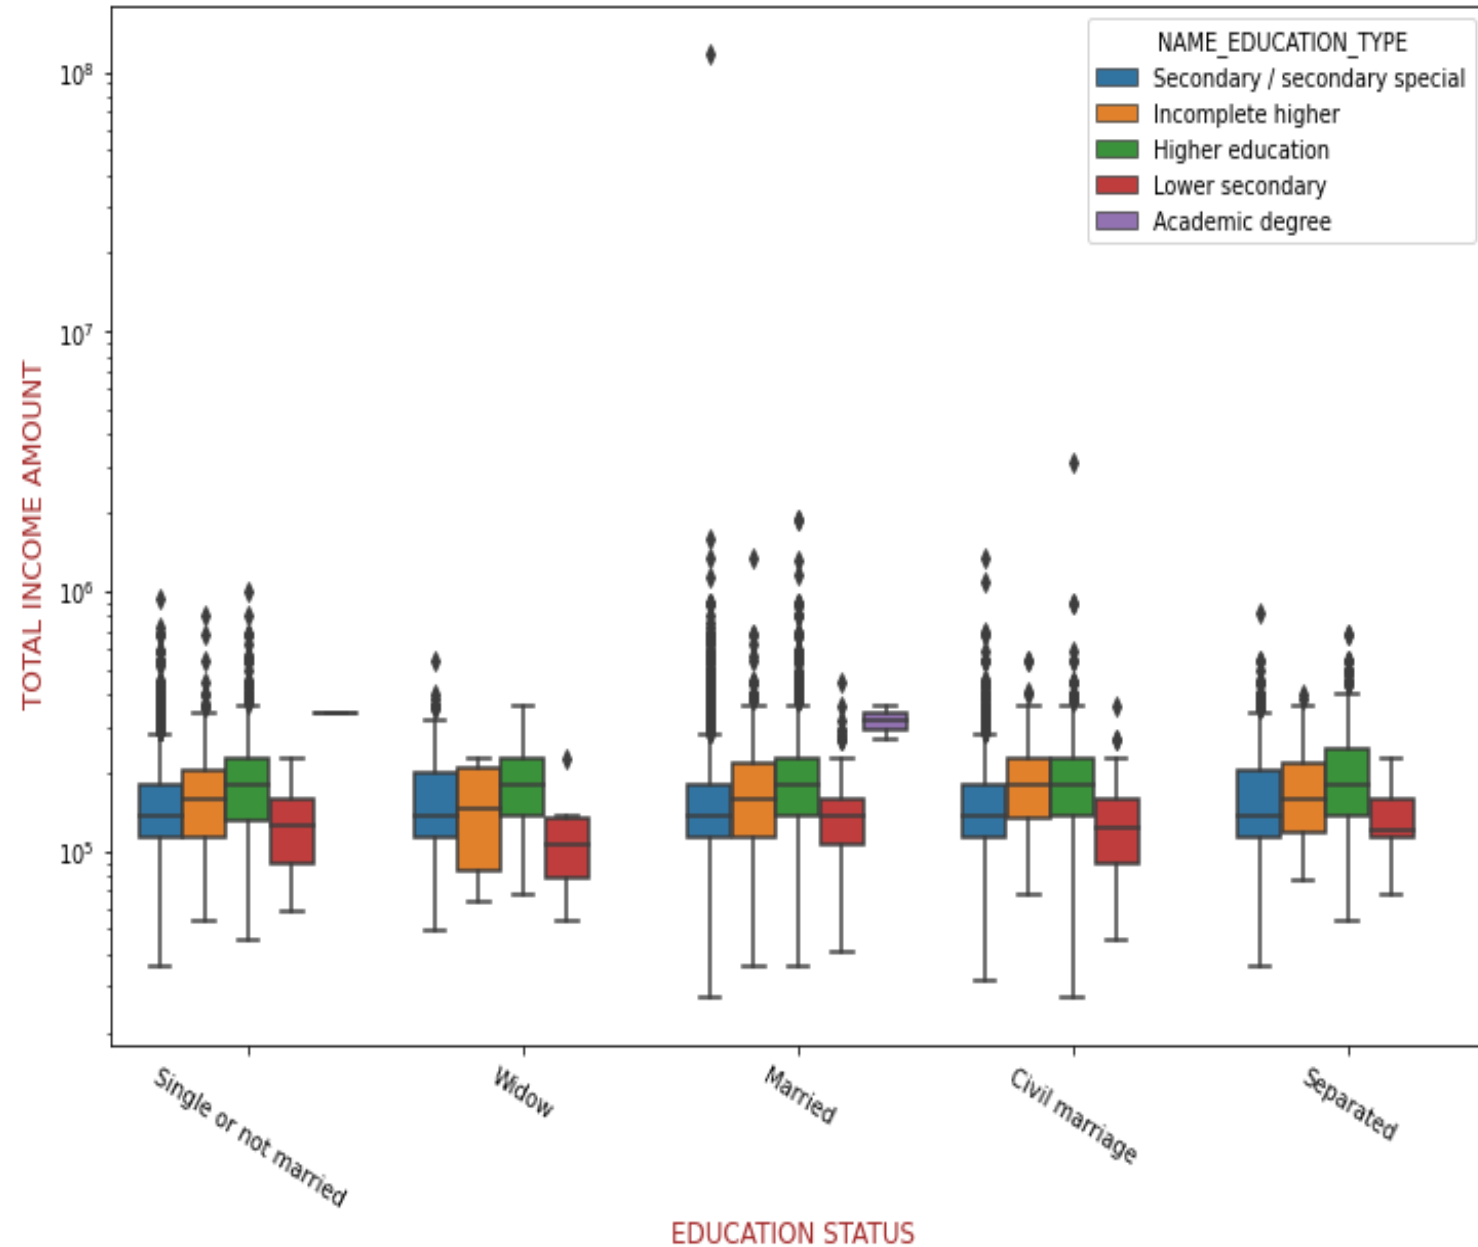 NAME_EDUCATION_TYPE
Secondary / secondary special
Incomplete higher
Higher education
Lower secondary
Academic degree
TOTAL INCOME AMOUNT
10⁸
10⁷
10⁶
10⁵
Single or not married
Widow
Married
Civil marriage
Separated
EDUCATION STATUS